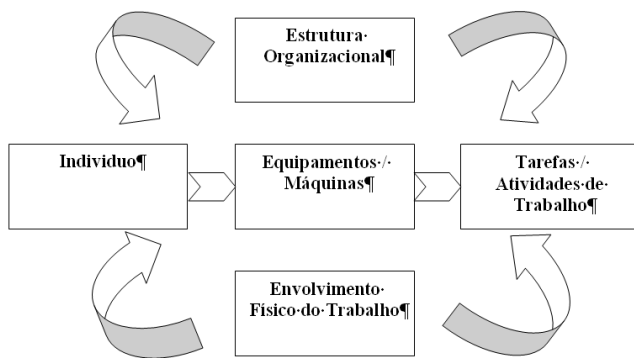 Estrutura·
Organizacional¶
Individuo¶
Equipamentos·/·
Máquinas¶
Tarefas·/·
Atividades·de·
Trabalho¶
Envolvimento·
Físico·do·Trabalho¶